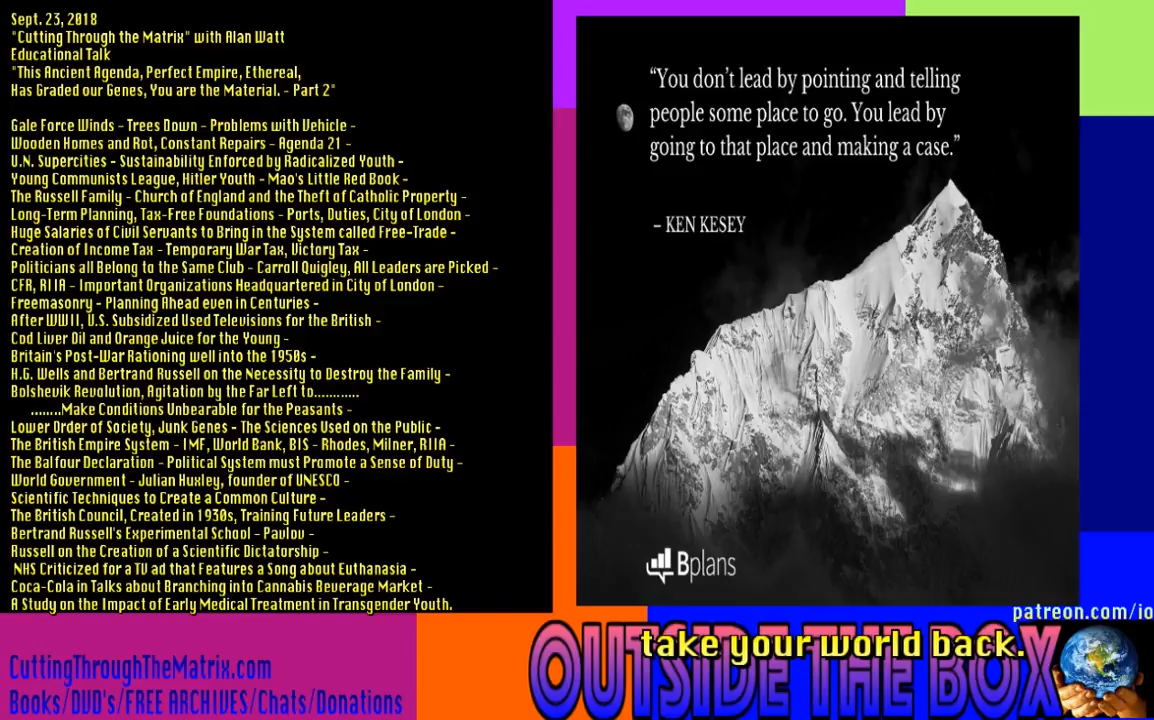 Sept. 23, 2018
"Cutting Through the Matrix" with Alan Watt
Educational Talk
"This Ancient Agenda, Perfect Empire, Ethereal,
Has Graded our Genes, You are the Material. - Part 2"
Gale Force Winds - Trees Down - Problems with Vehicle -
Wooden Homes and Rot, Constant Repairs - Agenda 21 -
U.N. Supercities - Sustainability Enforced by Radicalized Youth -
Young Communists League, Hitler Youth - Mao's Little Red Book -
The Russell Family - Church of England and the Theft of Catholic Property -
Long-Term Planning, Tax-Free Foundations - Ports, Duties, City of London -
Huge Salaries of Civil Servants to Bring in the System called Free-Trade -
Creation of Income Tax - Temporary War Tax, Victory Tax -
Politicians all Belong to the Same Club - Carroll Quigley, All Leaders are Picked -
CFR, RIIA - Important Organizations Headquartered in City of London -
Freemasonry - Planning Ahead even in Centuries -
After WWII, U.S. Subsidized Used Televisions for the British -
Cod Liver Oil and Orange Juice for the Young -
Britain's Post-War Rationing well into the 1950s -
H.G. Wells and Bertrand Russell on the Necessity to Destroy the Family -
Bolshevik Revolution, Agitation by the Far Left to............
........Make Conditions Unbearable for the Peasants -
Lower Order of Society, Junk Genes - The Sciences Used on the Public -
The British Empire System - IMF, World Bank, BIS - Rhodes, Milner, RIIA -
The Balfour Declaration - Political System must Promote a Sense of Duty -
World Government - Julian Huxley, founder of UNESCO -
Scientific Techniques to Create a Common Culture -
The British Council, Created in 1930s, Training Future Leaders -
Bertrand Russell's Experimental School - Pavlov -
Russell on the Creation of a Scientific Dictatorship -
NHS Criticized for a TV ad that Features a Song about Euthanasia -
Coca-Cola in Talks about Branching into Cannabis Beverage Market -
A Study on the Impact of Early Medical Treatment in Transgender Youth.
CuttingThroughTheMatrix.com
Books/DVD's/FREE ARCHIVES/Chats/Donations
“You don’t lead by pointing and telling
people some place to go. You lead by
going to that place and making a case.”
– KEN KESEY
Bplans
patreon.com/io
OUTSIDE THE BOX
take your world back.